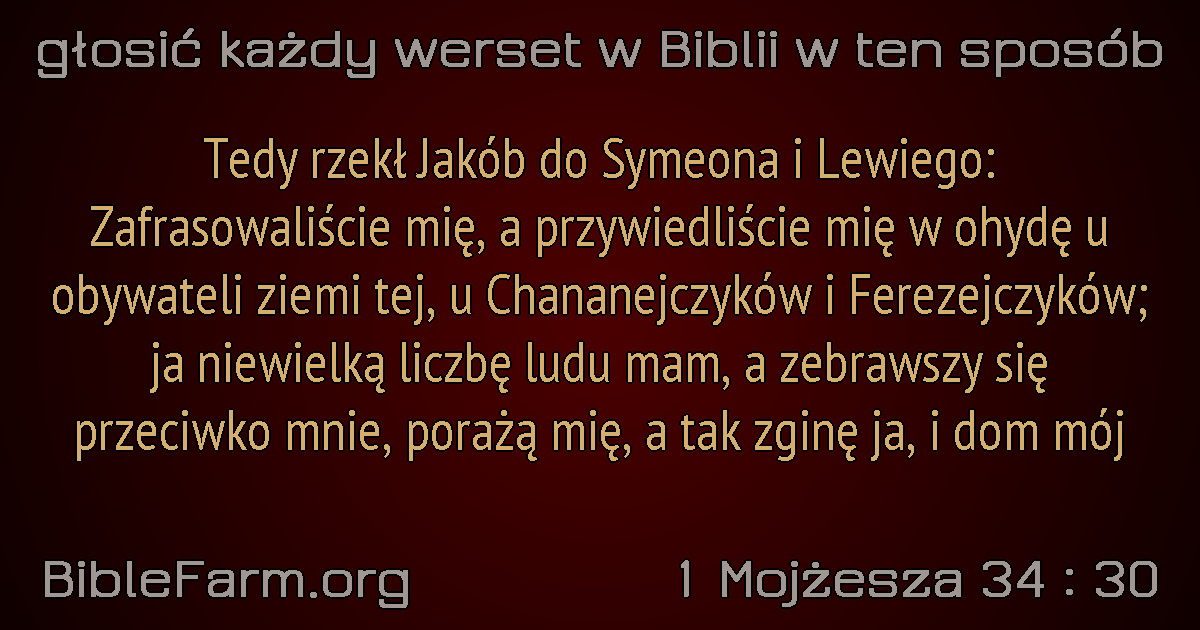 głosić każdy werset w Biblii w ten sposób
Tedy rzekł Jakób do Symeona i Lewiego:
Zafrasowaliście mię, a przywiedliście mię w ohydę u
obywateli ziemi tej, u Chananejczyków i Ferezejczyków;
ja niewielką liczbę ludu mam, a zebrawszy się
przeciwko mnie, porażą mię, a tak zginę ja, i dom mój
BibleFarm.org
1 Mojżesza 34 : 30